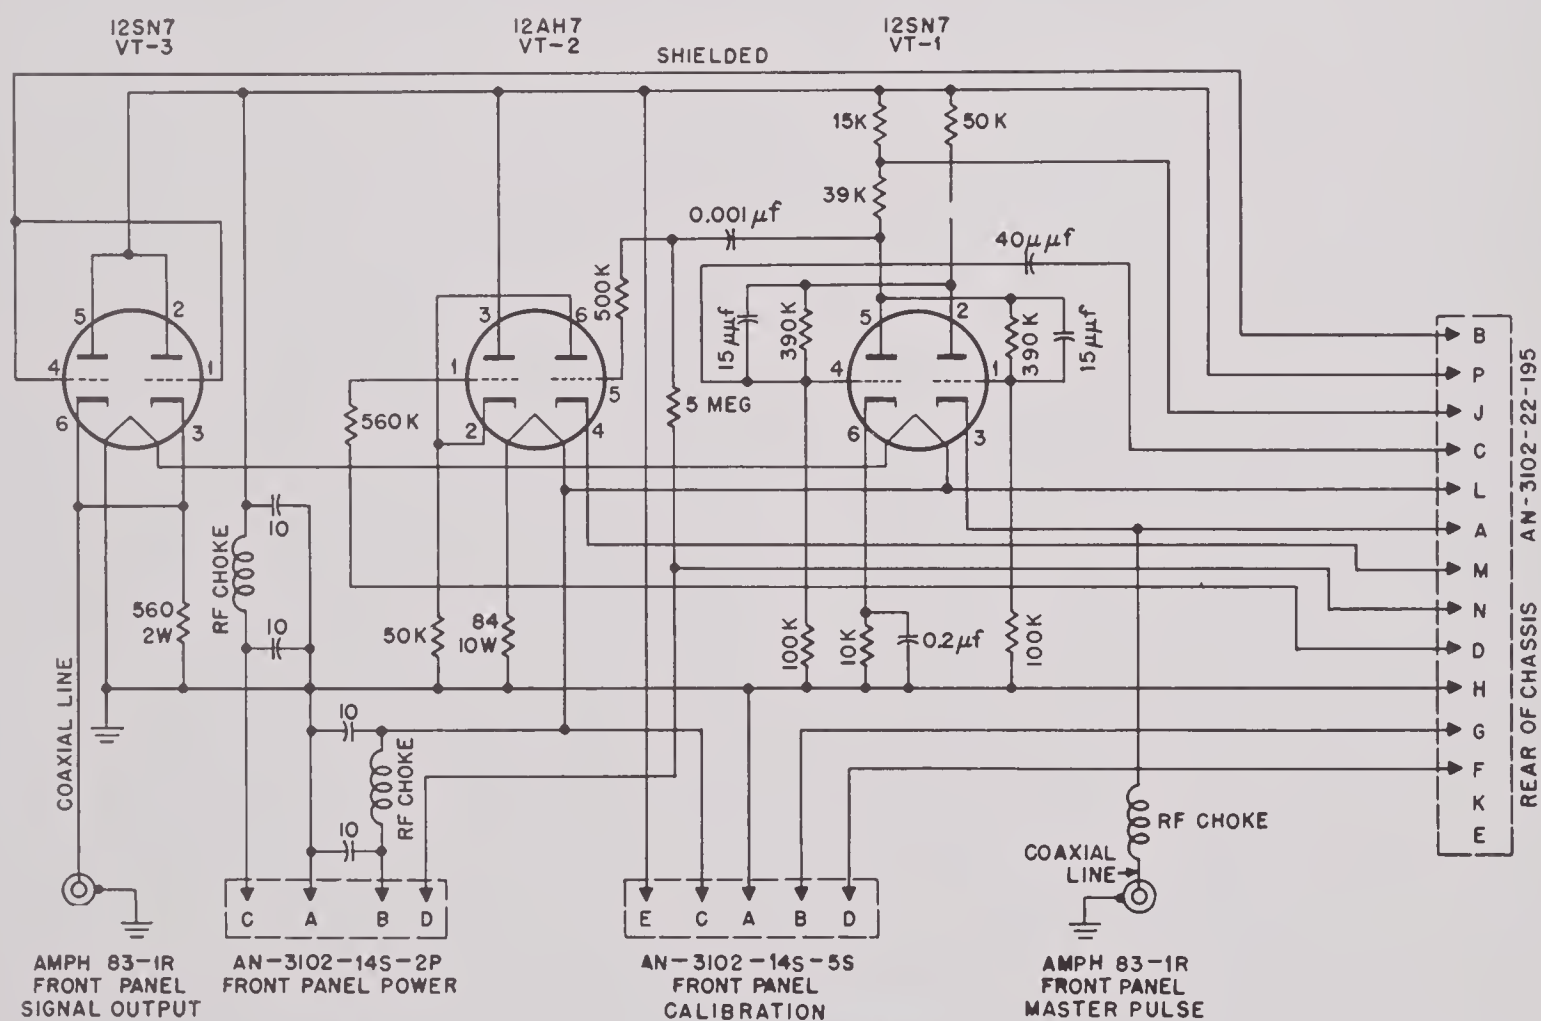 12SN7
VT-3
12AH7
VT-2
12SN7
VT-1
SHIELDED
15K
50K
39K
0.001μf
40μμf
500K
15μμf
390K
390K
15μμf
5
2
4
1
6
3
3
6
1
5
2
4
5
2
4
1
6
3
560K
5 MEG
B
P
J
C
L
A
M
N
D
H
G
F
K
E
AN-3102-22-195
REAR OF CHASSIS
10
RF CHOKE
10
560
2W
COAXIAL LINE
50K
84
10W
100K
10K
0.2μf
100K
10
RF CHOKE
10
RF CHOKE
COAXIAL
LINE
C A B D
E C A B D
AMPH 83-1R
FRONT PANEL
SIGNAL OUTPUT
AN-3102-14S-2P
FRONT PANEL POWER
AN-3102-14S-5S
FRONT PANEL
CALIBRATION
AMPH 83-1R
FRONT PANEL
MASTER PULSE